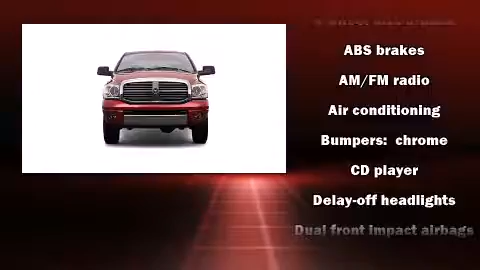 ABS brakes
AM/FM radio
Air conditioning
Bumpers: chrome
CD player
Delay-off headlights
Dual front impact airbags